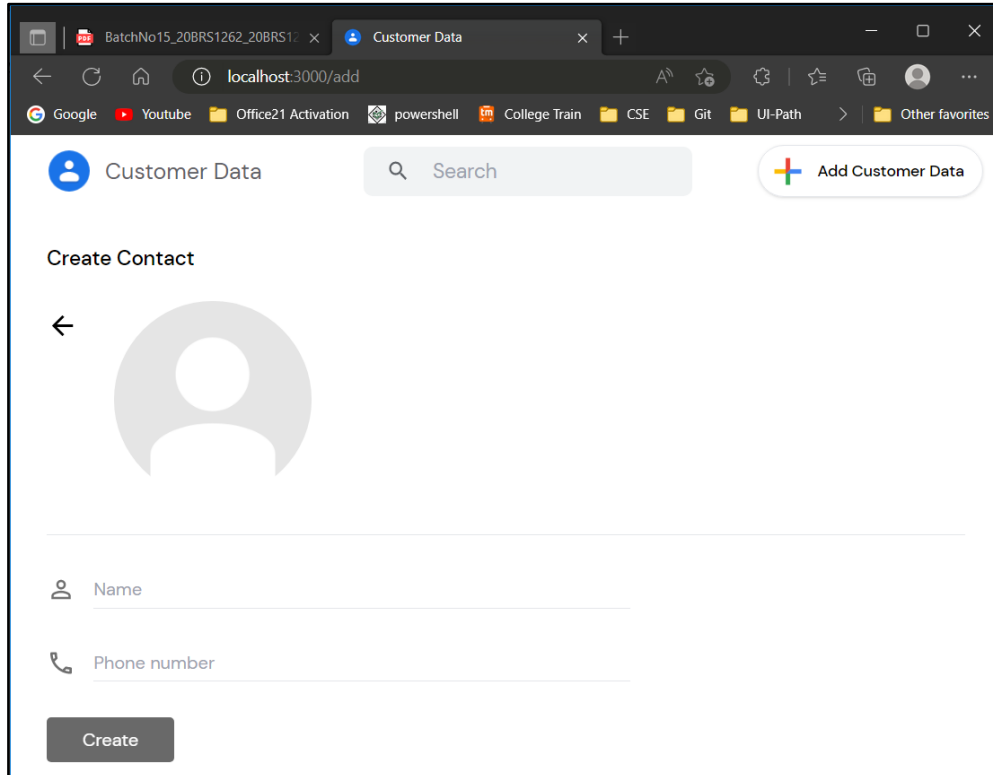 BatchNo15_20BRS1262_20BRS12
Customer Data
localhost:3000/add
Google Youtube Office21 Activation powershell College Train CSE Git UI-Path Other favorites
Customer Data Search Add Customer Data
Create Contact
Name
Phone number
Create